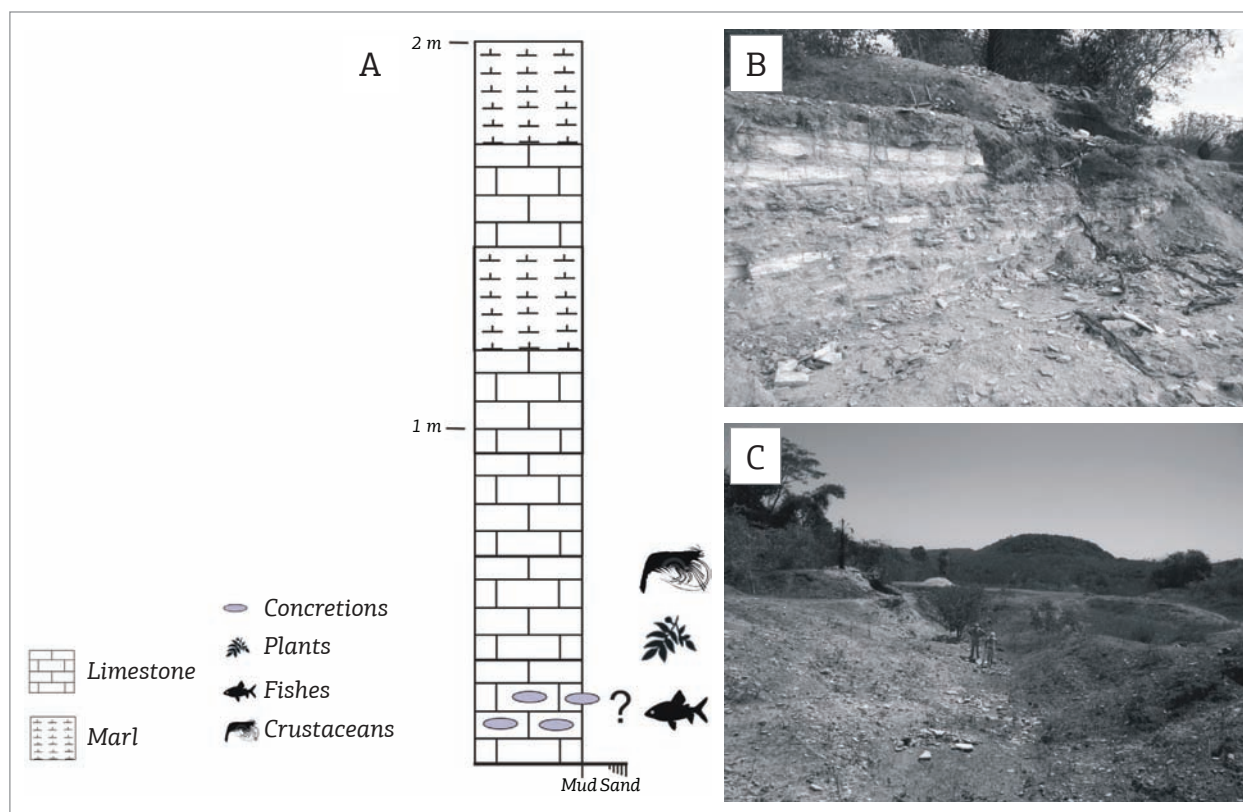 A
2 m
1 m
?
Mud Sand
Limestone
Marl
Concretions
Plants
Fishes
Crustaceans
B
C